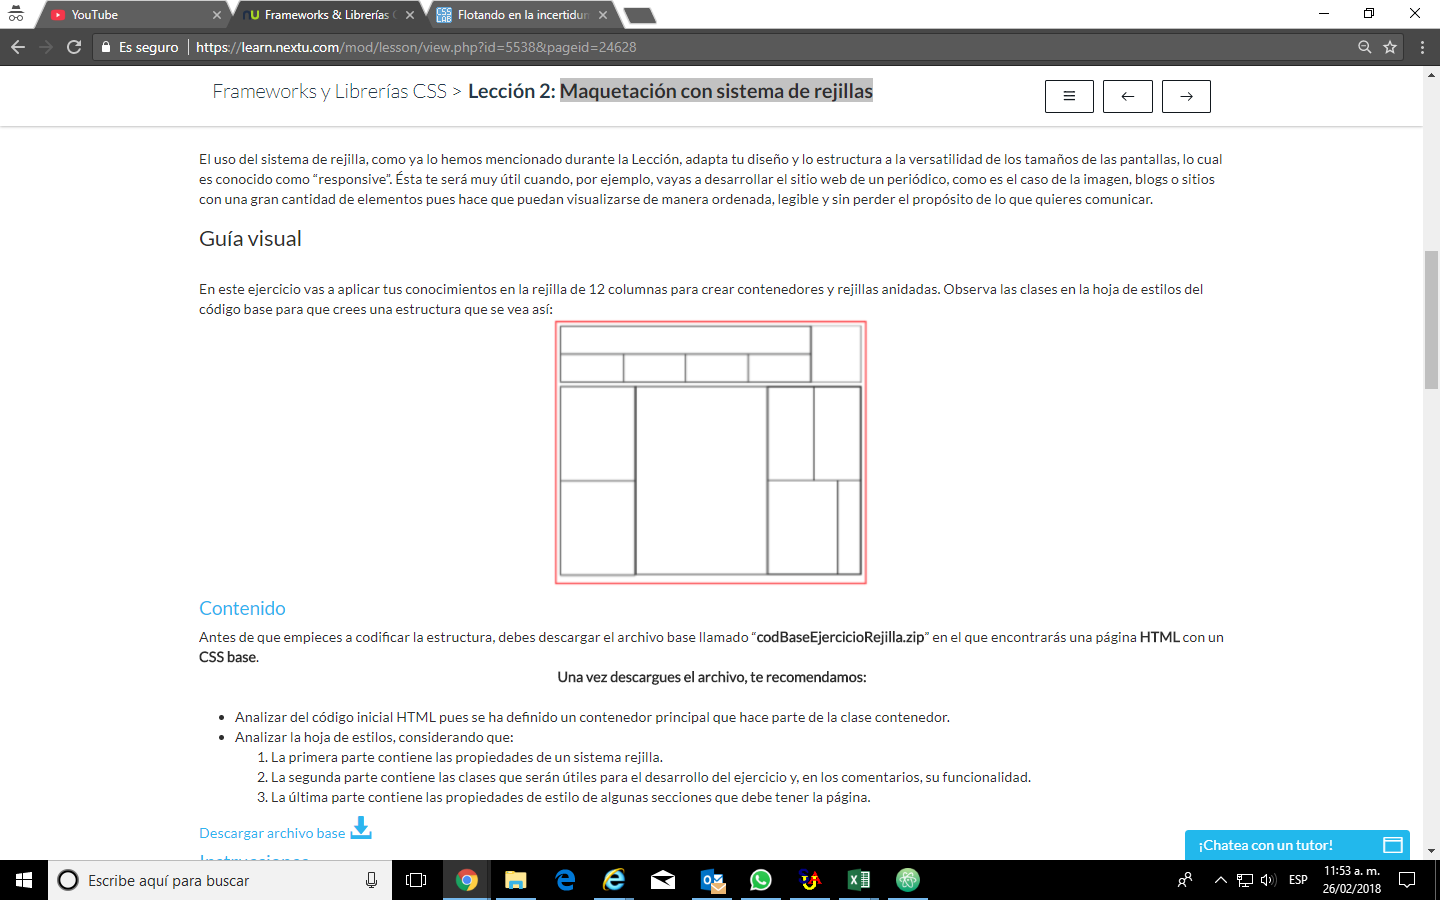 YouTube
Frameworks & Librerías C
Flotando en la incertidum
Es seguro
https://learn.nextu.com/mod/lesson/view.php?id=5538&pageid=24628
Frameworks y Librerías CSS > Lección 2: Maquetación con sistema de rejillas
El uso del sistema de rejilla, como ya lo hemos mencionado durante la Lección, adapta tu diseño y lo estructura a la versatilidad de los tamaños de las pantallas, lo cual
es conocido como “responsive”. Ésta te será muy útil cuando, por ejemplo, vayas a desarrollar el sitio web de un periódico, como es el caso de la imagen, blogs o sitios
con una gran cantidad de elementos pues hace que puedan visualizarse de manera ordenada, legible y sin perder el propósito de lo que quieres comunicar.
Guía visual
En este ejercicio vas a aplicar tus conocimientos en la rejilla de 12 columnas para crear contenedores y rejillas anidadas. Observa las clases en la hoja de estilos del
código base para que crees una estructura que se vea así:
Contenido
Antes de que empieces a codificar la estructura, debes descargar el archivo base llamado “codBaseEjercicioRejilla.zip” en el que encontrarás una página HTML con un
CSS base.
Una vez descargues el archivo, te recomendamos:
Analizar del código inicial HTML pues se ha definido un contenedor principal que hace parte de la clase contenedor.
Analizar la hoja de estilos, considerando que:
1. La primera parte contiene las propiedades de un sistema rejilla.
2. La segunda parte contiene las clases que serán útiles para el desarrollo del ejercicio y, en los comentarios, su funcionalidad.
3. La última parte contiene las propiedades de estilo de algunas secciones que debe tener la página.
Descargar archivo base
Instrucciones
¡Chatea con un tutor!
Escribe aquí para buscar
ESP
11:53 a. m.
26/02/2018